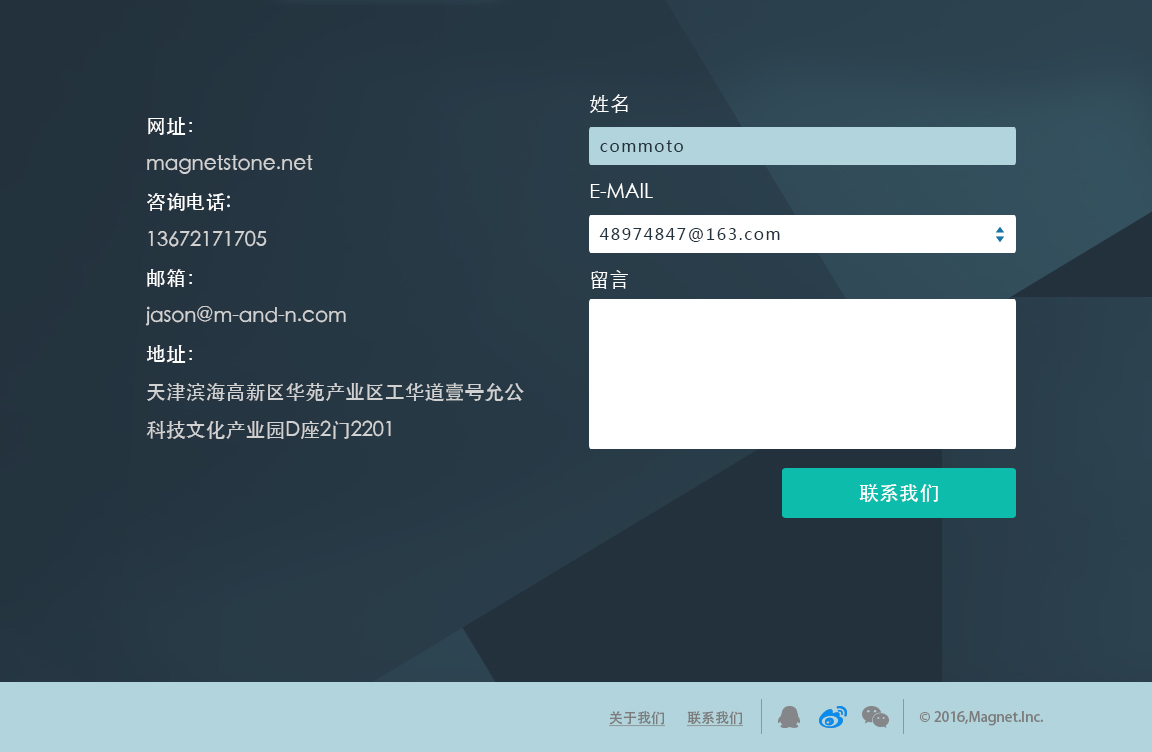 网址：
magnetstone.net
咨询电话：
13672171705
邮箱：
jason@m-and-n.com
地址：
天津滨海高新区华苑产业区工华道壹号允公
科技文化产业园D座2门2201
姓名
commoto
E-MAIL
48974847@163.com
留言
联系我们
关于我们 联系我们 © 2016,Magnet.Inc.